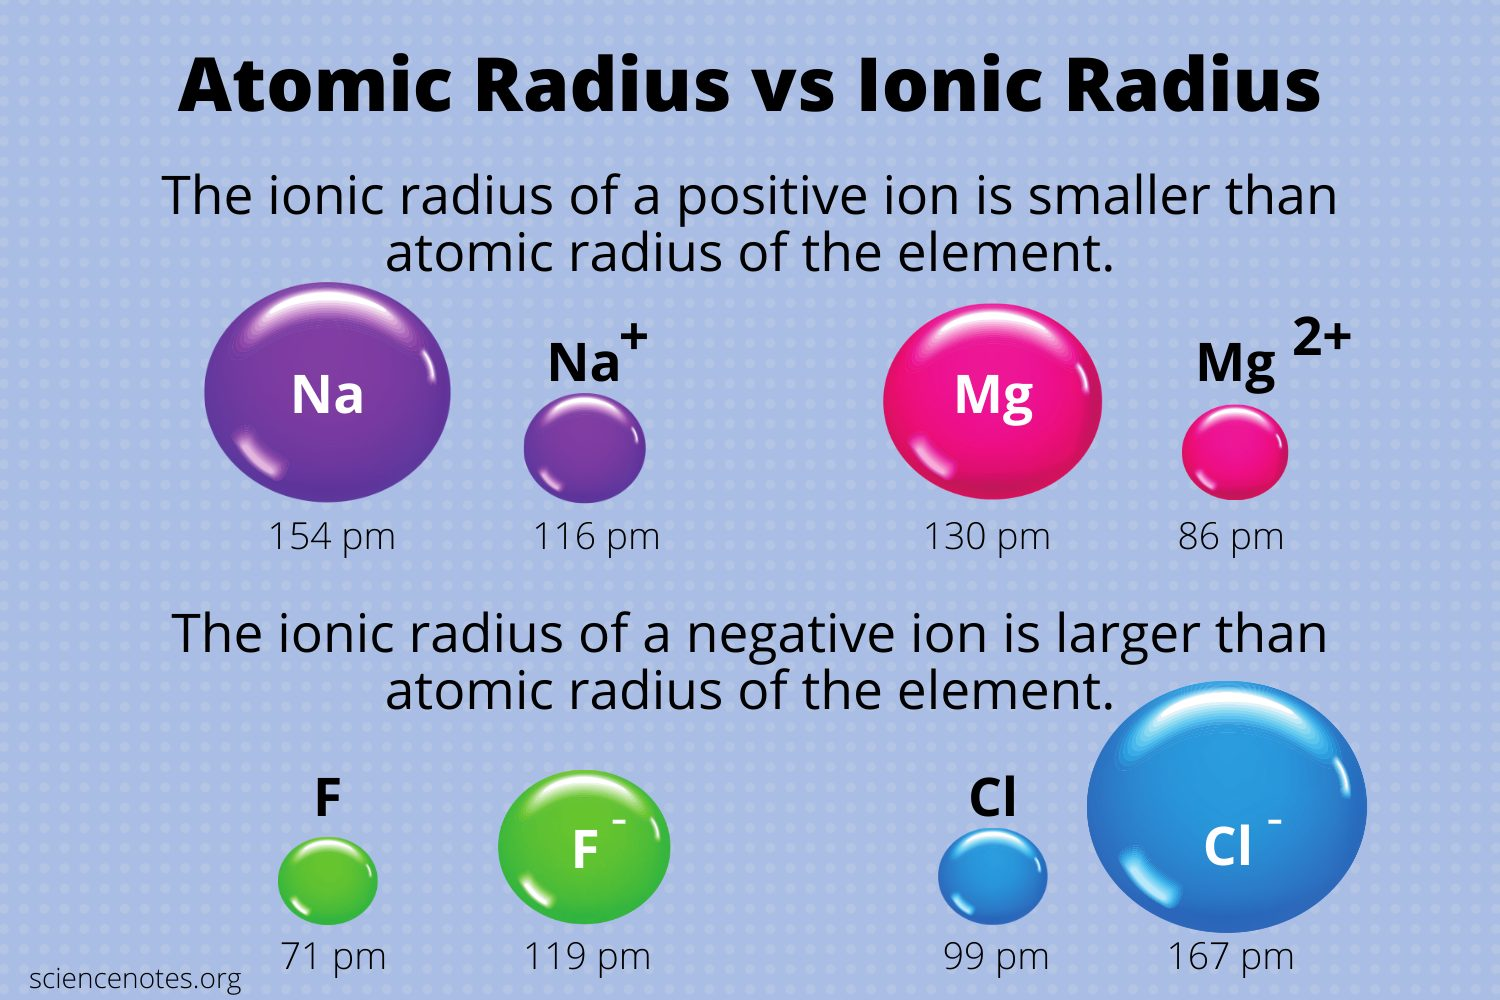 Atomic Radius vs Ionic Radius
The ionic radius of a positive ion is smaller than
atomic radius of the element.
Na
Na+
Mg
Mg 2+
154 pm
116 pm
130 pm
86 pm
The ionic radius of a negative ion is larger than
atomic radius of the element.
F
F -
Cl
Cl -
71 pm
119 pm
99 pm
167 pm
sciencenotes.org